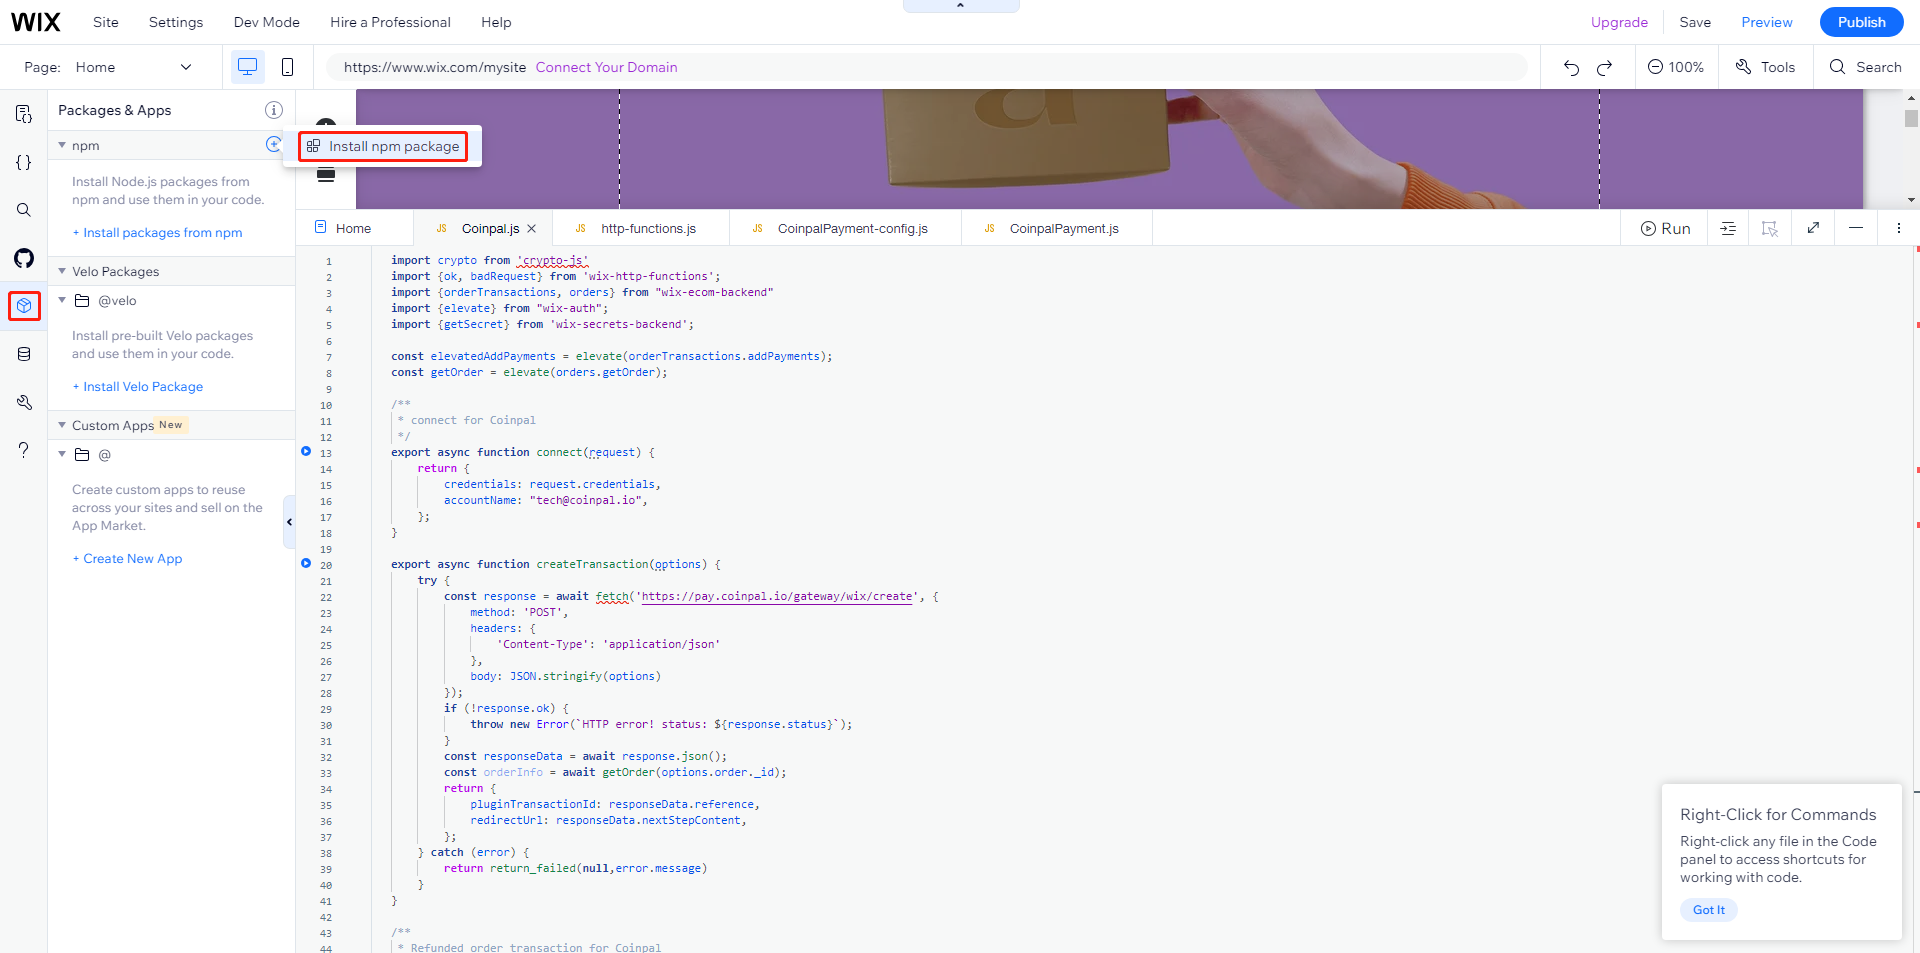 WIX Site Settings Dev Mode Hire a Professional Help Upgrade Save Preview Publish
Page: Home https://www.wix.com/mysite Connect Your Domain 100% Tools Search
Packages & Apps
npm
Install npm package
Install Node.js packages from
npm and use them in your code.
+ Install packages from npm
Velo Packages
@velo
Install pre-built Velo packages
and use them in your code.
+ Install Velo Package
Custom Apps New
@
Create custom apps to reuse
across your sites and sell on the
App Market.
+ Create New App
a
Home JS Coinpal.js JS http-functions.js JS CoinpalPayment-config.js JS CoinpalPayment.js Run
1 import crypto from 'crypto-js'
2 import {ok, badRequest} from 'wix-http-functions';
3 import {orderTransactions, orders} from "wix-ecom-backend"
4 import {elevate} from "wix-auth";
5 import {getSecret} from 'wix-secrets-backend';
6
7 const elevatedAddPayments = elevate(orderTransactions.addPayments);
8 const getOrder = elevate(orders.getOrder);
9
10 /**
11 * connect for Coinpal
12 */
13 export async function connect(request) {
14 return {
15 credentials: request.credentials,
16 accountName: "tech@coinpal.io",
17 };
18 }
19
20 export async function createTransaction(options) {
21 try {
22 const response = await fetch('https://pay.coinpal.io/gateway/wix/create', {
23 method: 'POST',
24 headers: {
25 'Content-Type': 'application/json'
26 },
27 body: JSON.stringify(options)
28 });
29 if (!response.ok) {
30 throw new Error(`HTTP error! status: ${response.status}`);
31 }
32 const responseData = await response.json();
33 const orderInfo = await getOrder(options.order._id);
34 return {
35 pluginTransactionId: responseData.reference,
36 redirectUrl: responseData.nextStepContent,
37 };
38 } catch (error) {
39 return return_failed(null,error.message)
40 }
41 }
42
43 /**
44 * Refunded order transaction for Coinpal
Right-Click for Commands
Right-click any file in the Code
panel to access shortcuts for
working with code.
Got It